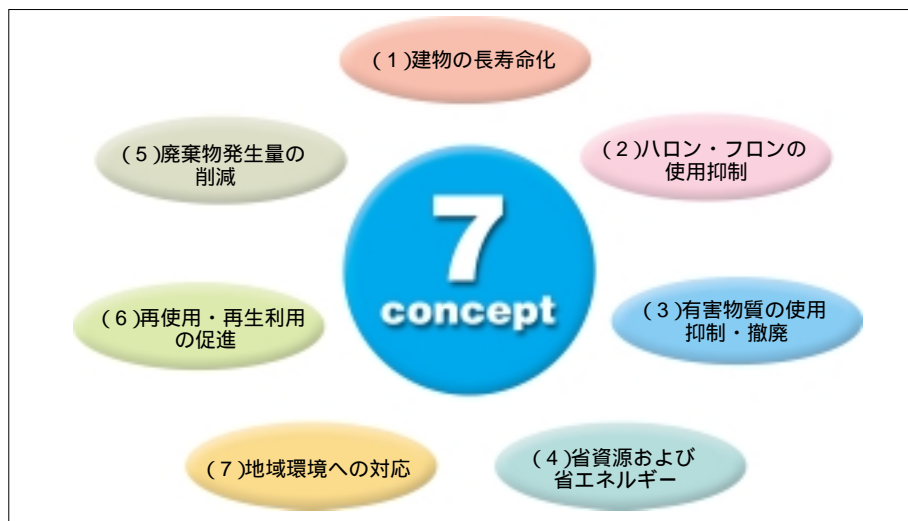 (1)建物の長寿命化
(2)ハロン・フロンの
使用抑制
(3)有害物質の使用
抑制・撤廃
(4)省資源および
省エネルギー
(5)廃棄物発生量の
削減
(6)再使用・再生利用
の促進
(7)地域環境への対応
7
concept